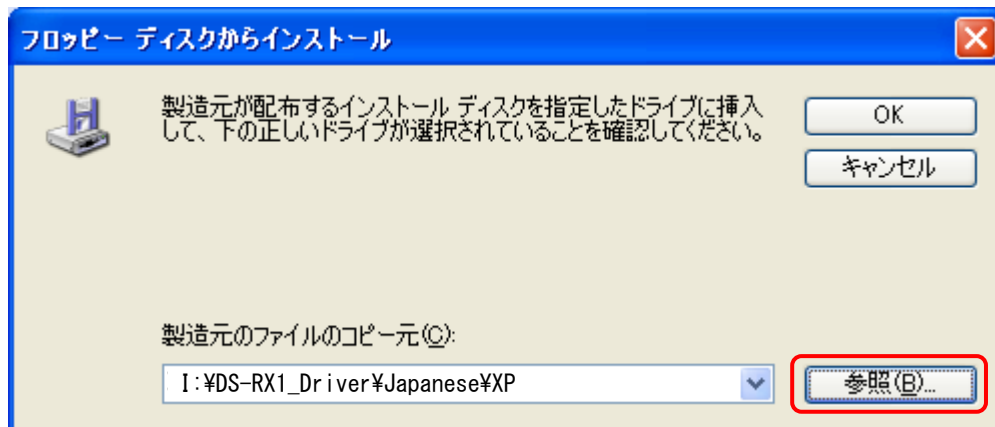 フロッピー ディスクからインストール
製造元が配布するインストール ディスクを指定したドライブに挿入
して、下の正しいドライブが選択されていることを確認してください。
OK
キャンセル
製造元のファイルのコピー元(C):
I:¥DS-RX1_Driver¥Japanese¥XP
参照(B)...